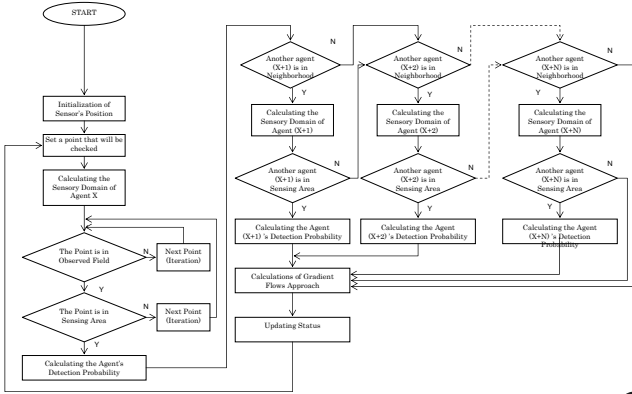 START
Initialization of
Sensor's Position
Set a point that will be
checked
Calculating the
Sensory Domain of
Agent X
The Point is in
Observed Field
N
Next Point
(Iteration)
Y
The Point is in
Sensing Area
N
Next Point
(Iteration)
Y
Calculating the Agent's
Detection Probability
Another agent
(X+1) is in
Neighborhood
N
Y
Calculating the
Sensory Domain of
Agent (X+1)
Another agent
(X+1) is in
Sensing Area
N
Y
Calculating the Agent
(X+1) 's Detection Probability
Another agent
(X+2) is in
Neighborhood
N
Y
Calculating the
Sensory Domain of
Agent (X+2)
Another agent
(X+2) is in
Sensing Area
N
Y
Calculating the Agent
(X+2) 's Detection Probability
Another agent
(X+N) is in
Neighborhood
N
Y
Calculating the
Sensory Domain of
Agent (X+N)
Another agent
(X+N) is in
Sensing Area
N
Y
Calculating the Agent
(X+N) 's Detection
Probability
Calculations of Gradient
Flows Approach
Updating Status